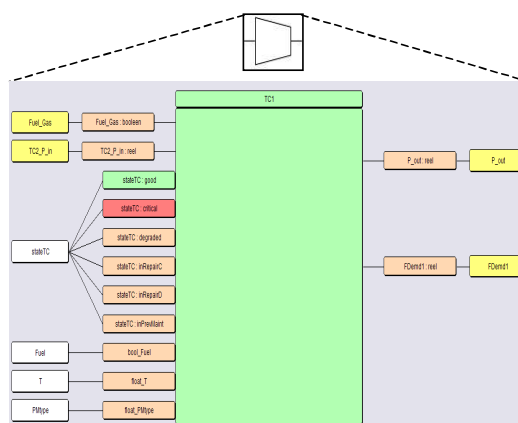 TC1
Fuel_Gas
Fuel_Gas : boolean
TC2_P_in
TC2_P_in : reel
P_out : reel
P_out
stateTC : good
stateTC : critical
stateTC : degraded
stateTC
stateTC : inRepairC
FDemd1 : reel
FDemd1
stateTC : inRepairD
stateTC : inPrevMaint
Fuel
bool_Fuel
T
float_T
PMtype
float_PMtype